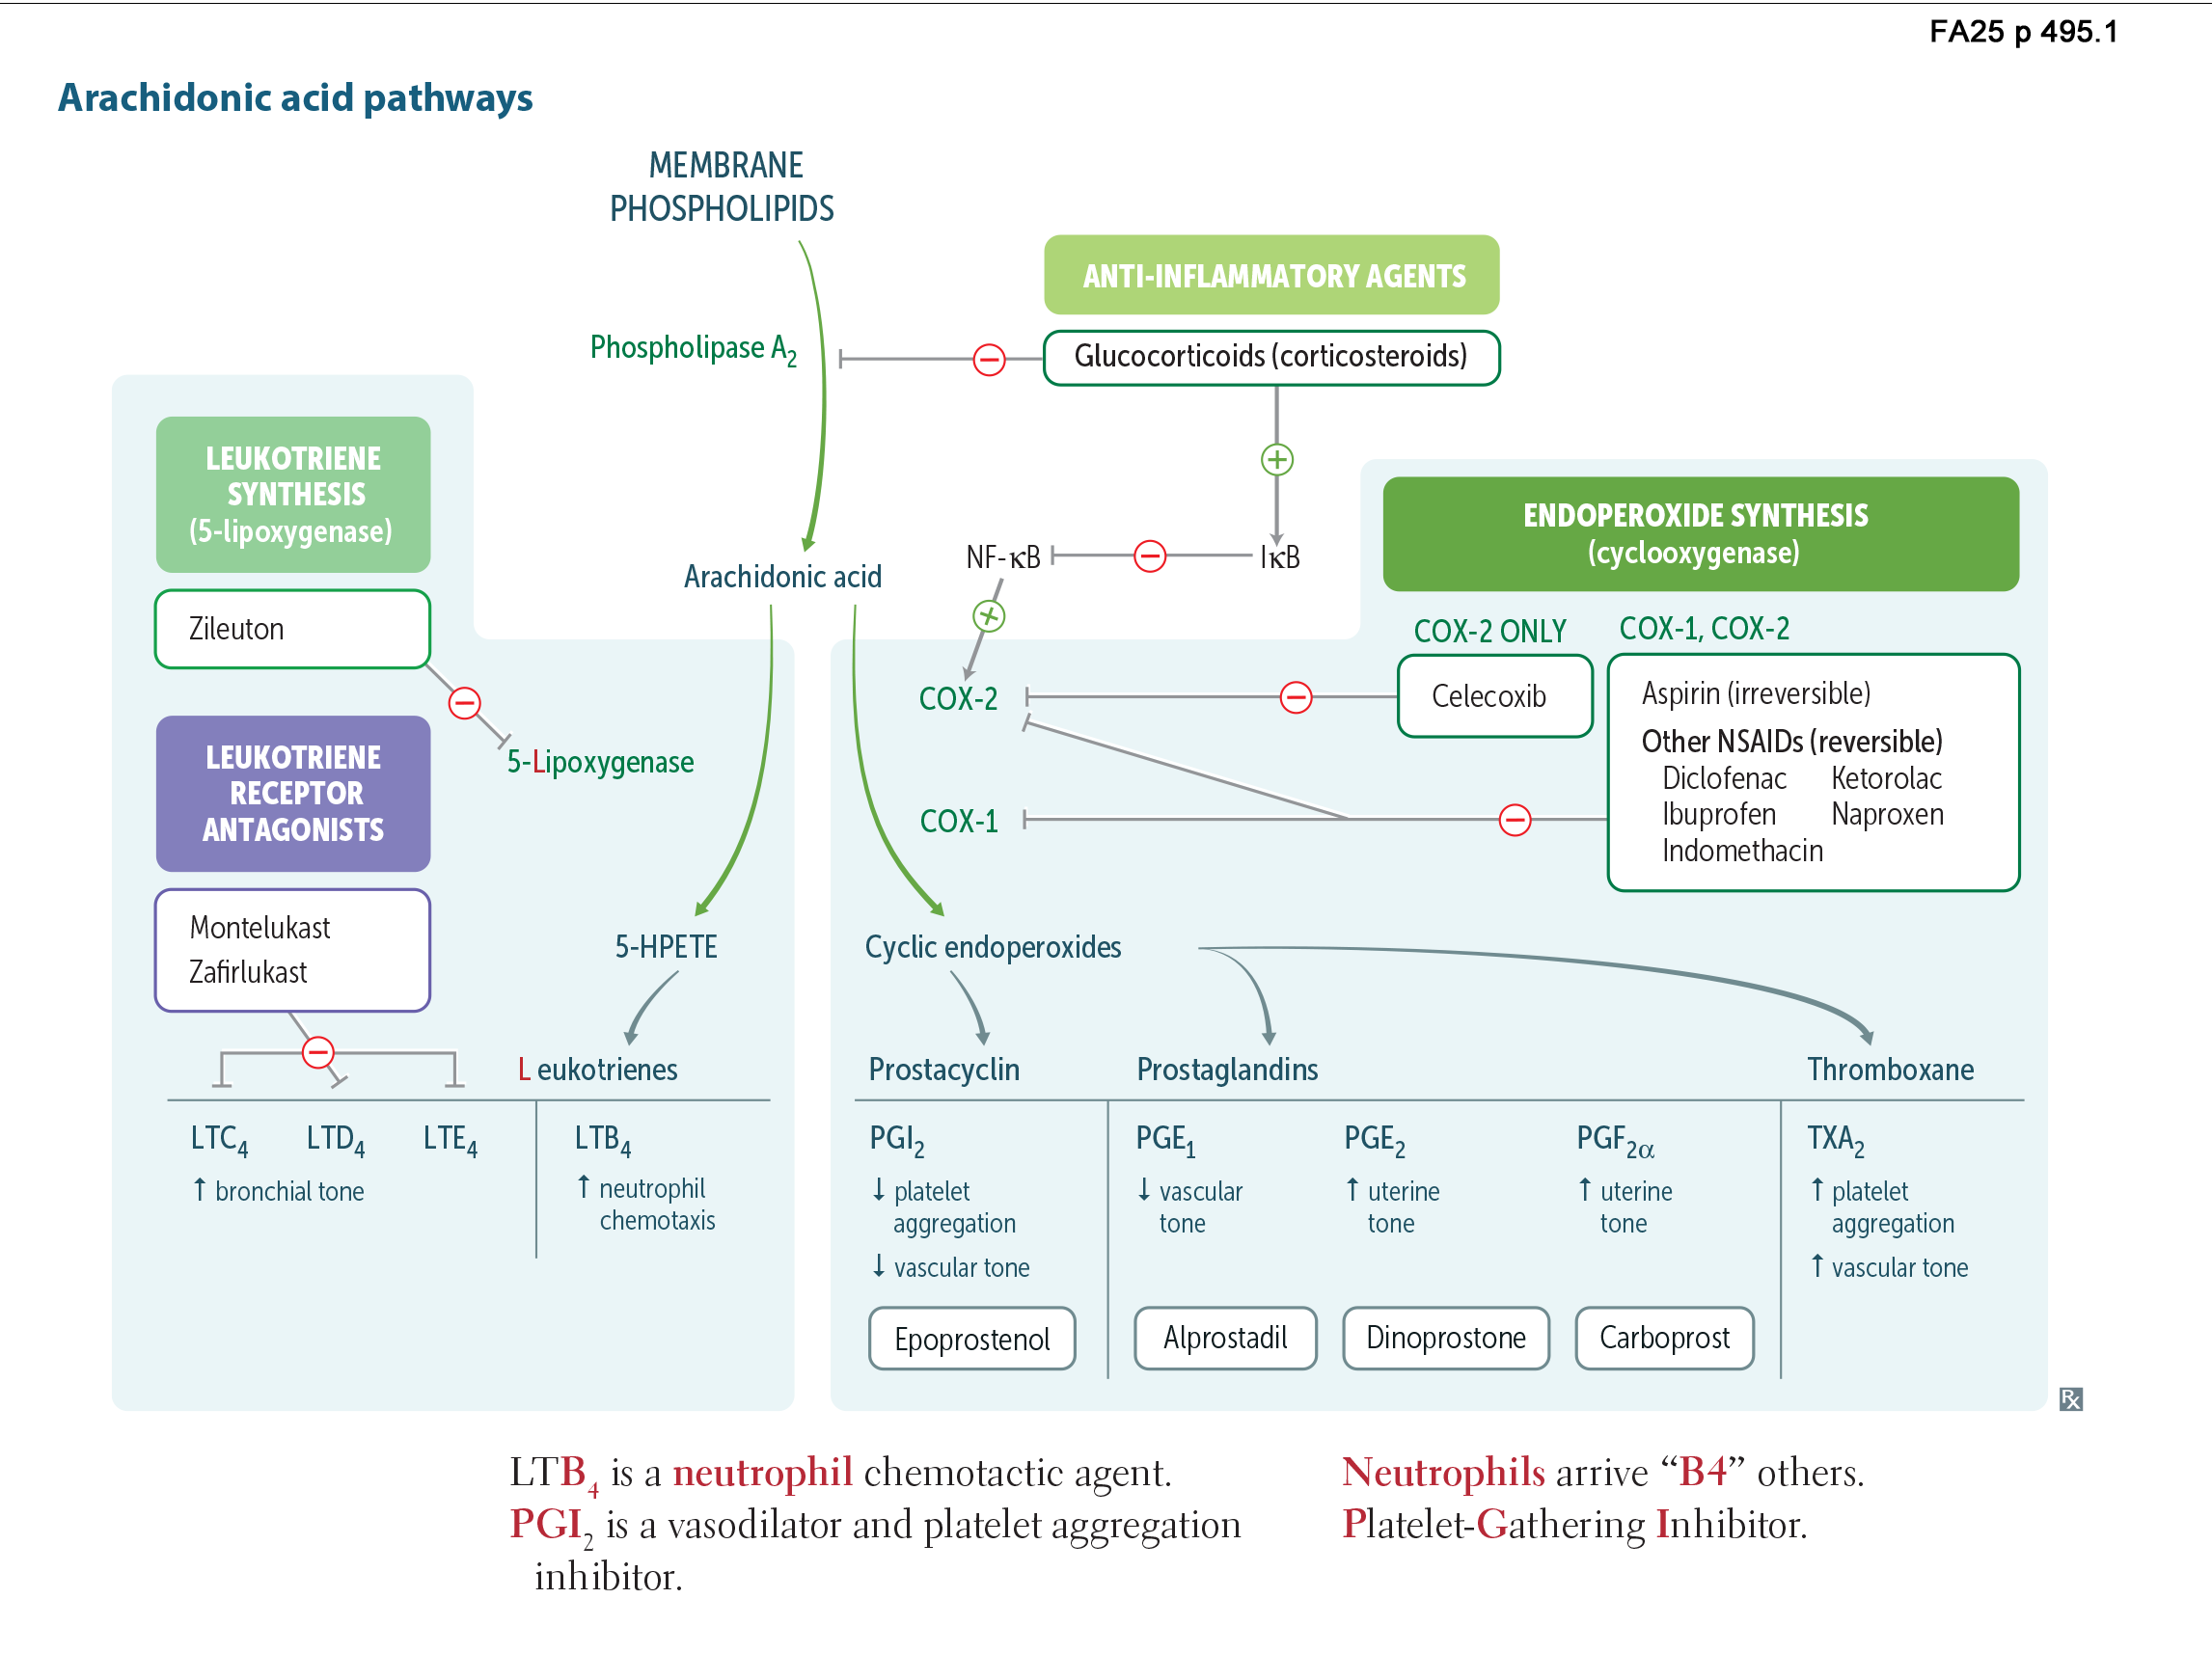 FA25 p 495.1
Arachidonic acid pathways
MEMBRANE
PHOSPHOLIPIDS
ANTI-INFLAMMATORY AGENTS
Phospholipase A2
Glucocorticoids (corticosteroids)
LEUKOTRIENE
SYNTHESIS
(5-lipoxygenase)
ENDOPEROXIDE SYNTHESIS
(cyclooxygenase)
NF-κB
IκB
Arachidonic acid
Zileuton
COX-2 ONLY
COX-1, COX-2
COX-2
Celecoxib
Aspirin (irreversible)
Other NSAIDs (reversible)
Diclofenac Ketorolac
Ibuprofen Naproxen
Indomethacin
LEUKOTRIENE
RECEPTOR
ANTAGONISTS
5-Lipoxygenase
COX-1
Montelukast
Zafirlukast
5-HPETE
Cyclic endoperoxides
Leukotrienes
Prostacyclin
Prostaglandins
Thromboxane
LTC4 LTD4 LTE4
↑ bronchial tone
LTB4
↑ neutrophil
chemotaxis
PGI2
↓ platelet
aggregation
↓ vascular tone
Epoprostenol
PGE1
↓ vascular
tone
Alprostadil
PGE2
↑ uterine
tone
Dinoprostone
PGF2α
↑ uterine
tone
Carboprost
TXA2
↑ platelet
aggregation
↑ vascular tone
Rx
LTB4 is a neutrophil chemotactic agent.
PGI2 is a vasodilator and platelet aggregation
inhibitor.
Neutrophils arrive “B4” others.
Platelet-Gathering Inhibitor.